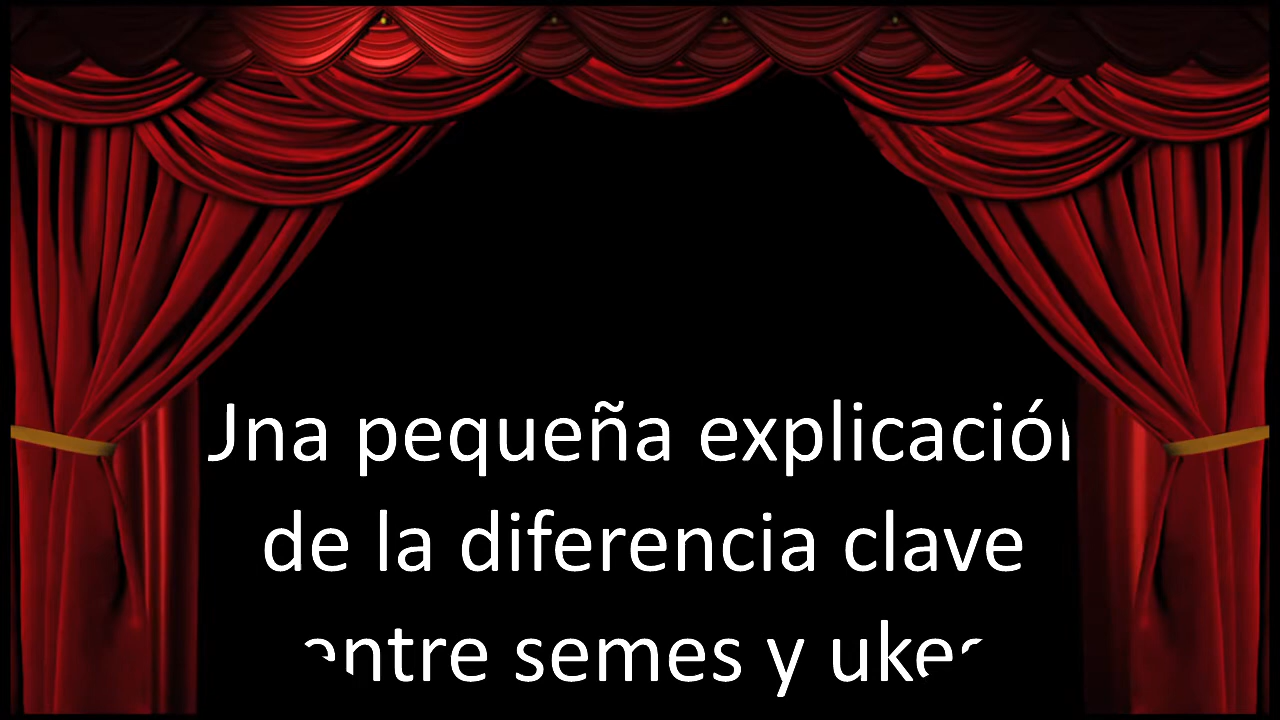 Una pequeña explicación
de la diferencia clave
entre semes y ukes